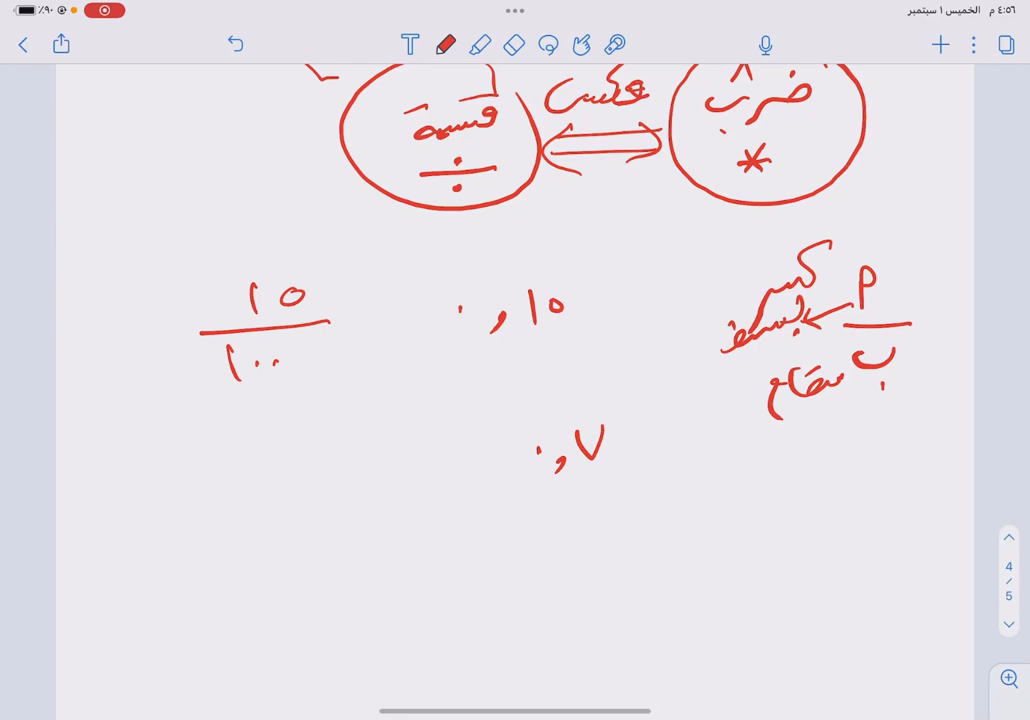 ٤:٥٦ م الخميس ١ سبتمبر
٪٩٠
عكس
ضرب
*
قسمة
÷
كسر
بسط
مقام
م
ب
٠,١٥
١٥
١٠٠
٠,٧
T
4
/
5